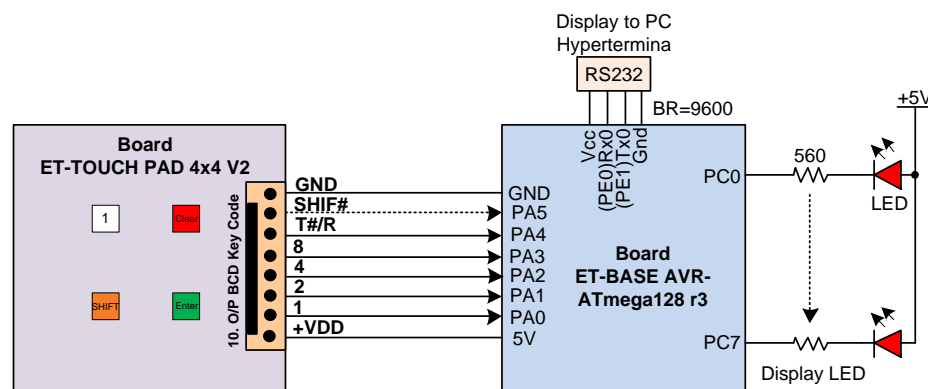 Display to PC
Hypertermina
RS232
BR=9600
+5V
Board
ET-TOUCH PAD 4x4 V2
1
Clear
SHIFT
Enter
10. O/P BCD Key Code
GND
SHIF#
T#/R
8
4
2
1
+VDD
Vcc
(PE0)Rx0
(PE1)Tx0
Gnd
GND
PA5
PA4
PA3
PA2
PA1
PA0
5V
Board
ET-BASE AVR-
ATmega128 r3
PC0
PC7
560
LED
Display LED